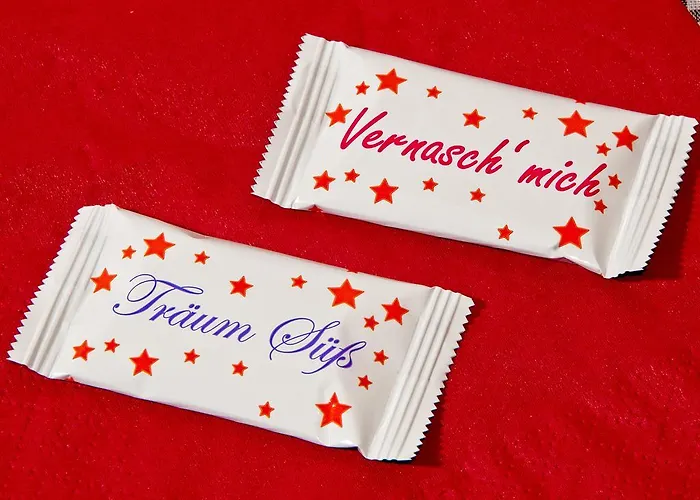 Vernasch' mich
Träum Süß